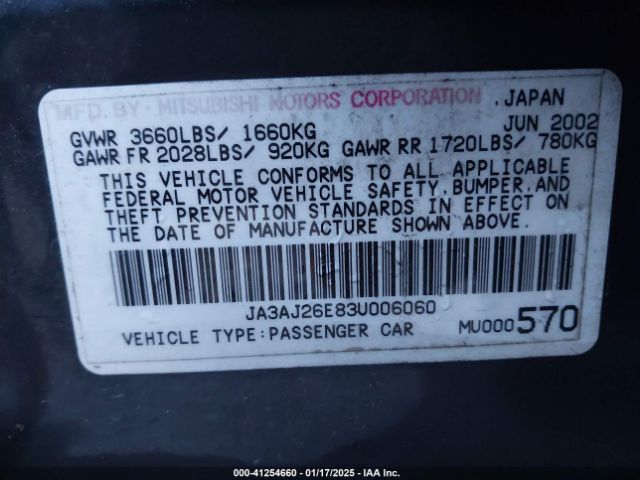 MFD. BY MITSUBISHI MOTORS CORPORATION , JAPAN
GVWR 3660LBS/ 1660KG JUN 2002
GAWR FR 2028LBS/ 920KG GAWR RR 1720LBS/ 780KG
THIS VEHICLE CONFORMS TO ALL APPLICABLE
FEDERAL MOTOR VEHICLE SAFETY, BUMPER, AND
THEFT PREVENTION STANDARDS IN EFFECT ON
THE DATE OF MANUFACTURE SHOWN ABOVE.
JA3AJ26E83U006060
VEHICLE TYPE:PASSENGER CAR MU000570
000-41254660 - 01/17/2025 - IAA, LLC